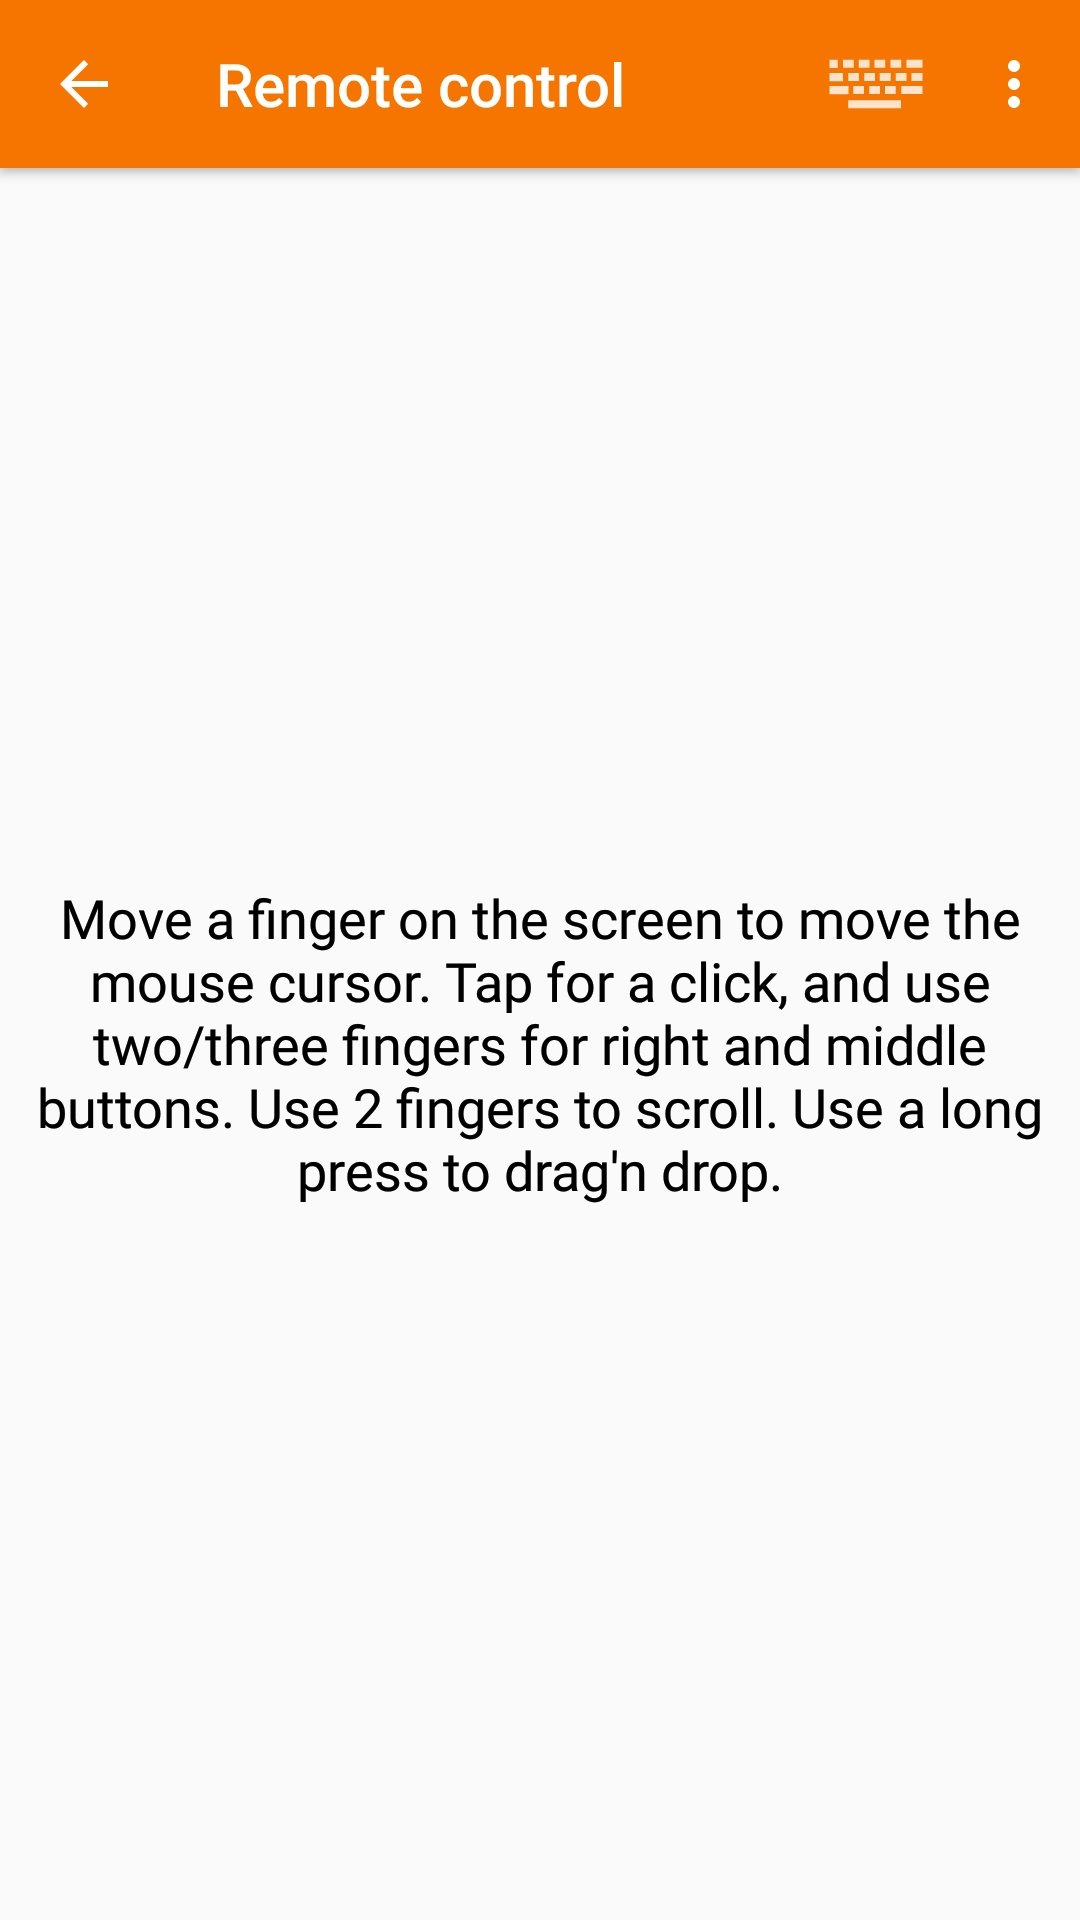 Remote control
Move a finger on the screen to move the
mouse cursor. Tap for a click, and use
two/three fingers for right and middle
buttons. Use 2 fingers to scroll. Use a long
press to drag'n drop.